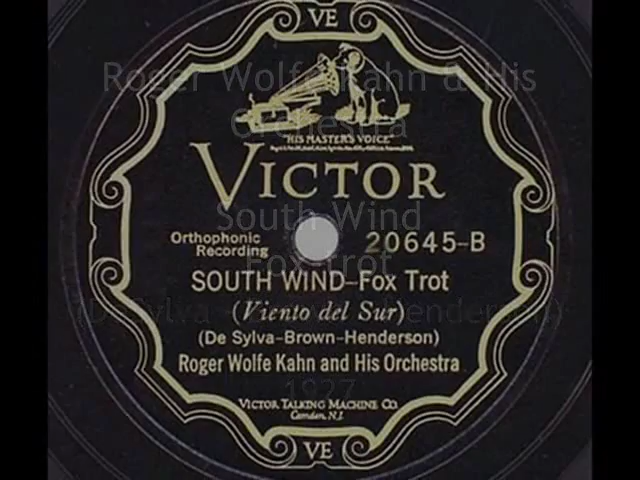 VE
Roger Wolfe Kahn & His
Orchestra
"HIS MASTER'S VOICE"
VICTOR
South Wind
Orthophonic
Recording
20645-B
Fox trot
SOUTH WIND-FOX TROT
(Viento del Sur)
(De Sylva-Brown-Henderson)
Roger Wolfe Kahn and His Orchestra
1927
VICTOR TALKING MACHINE CO.
Camden, N.J.
VE